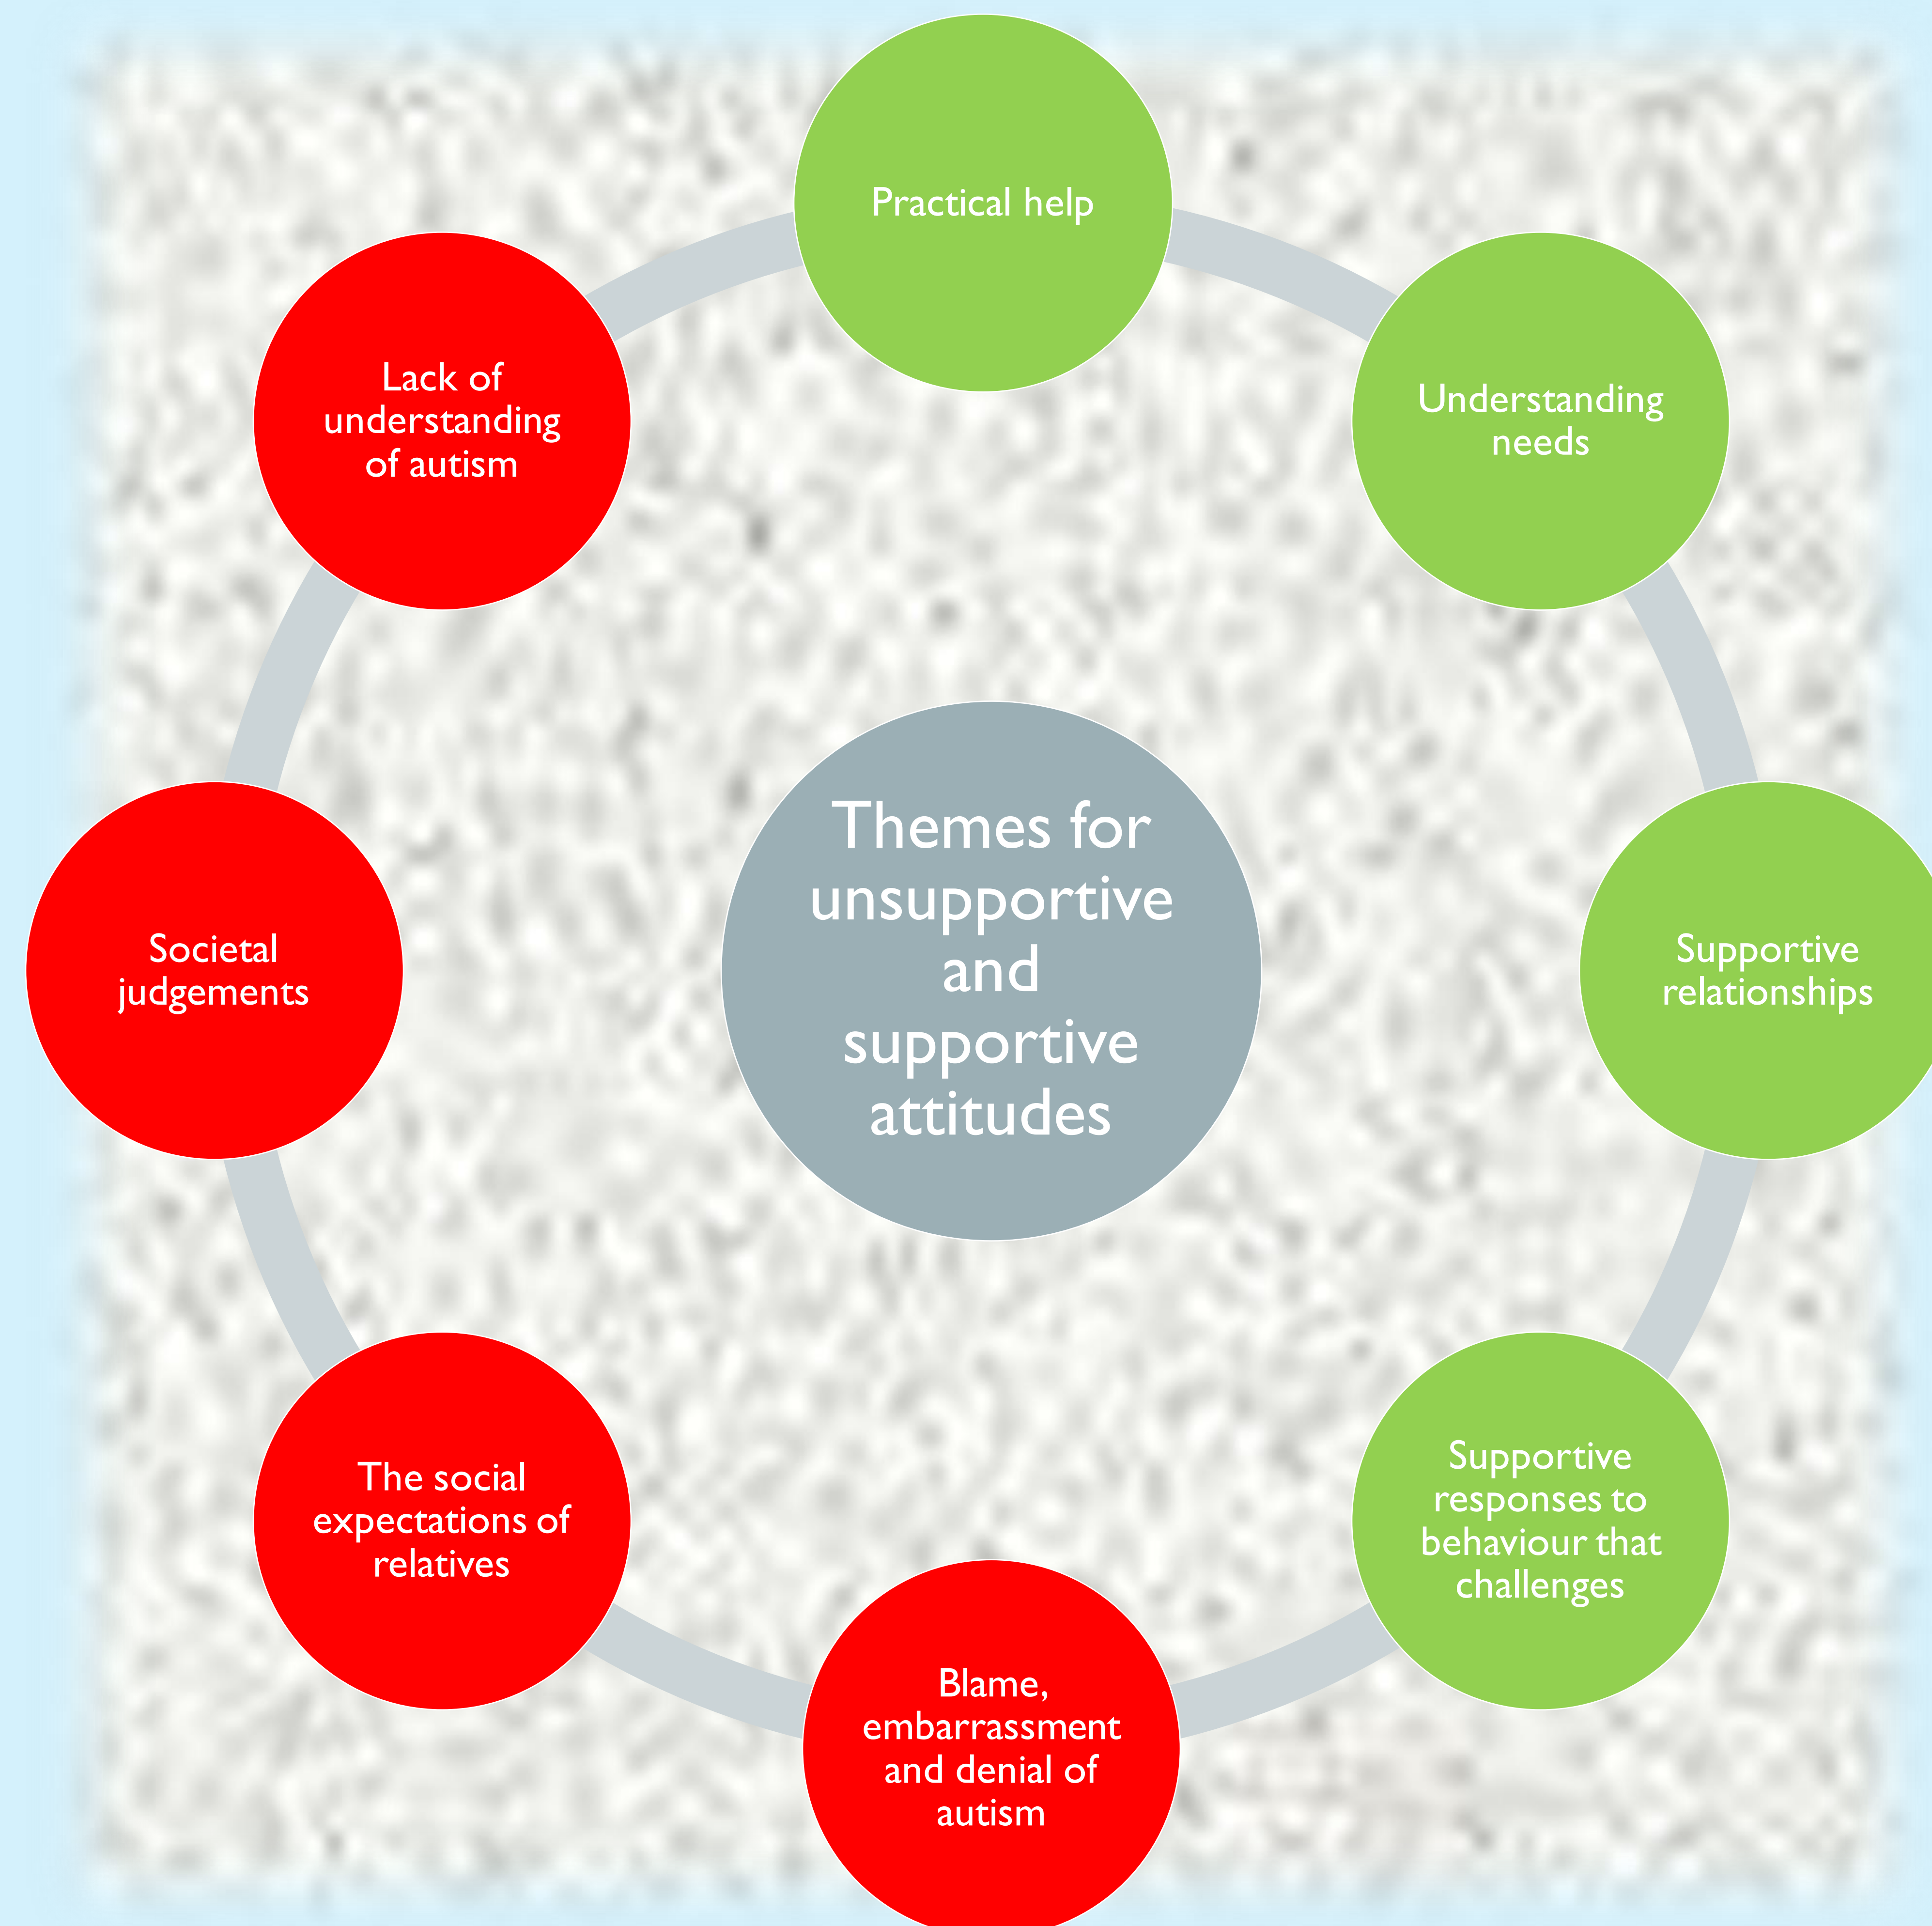 Practical help
Understanding
needs
Supportive
relationships
Supportive
responses to
behaviour that
challenges
Blame,
embarrassment
and denial of
autism
The social
expectations of
relatives
Societal
judgements
Lack of
understanding
of autism
Themes for
unsupportive
and
supportive
attitudes